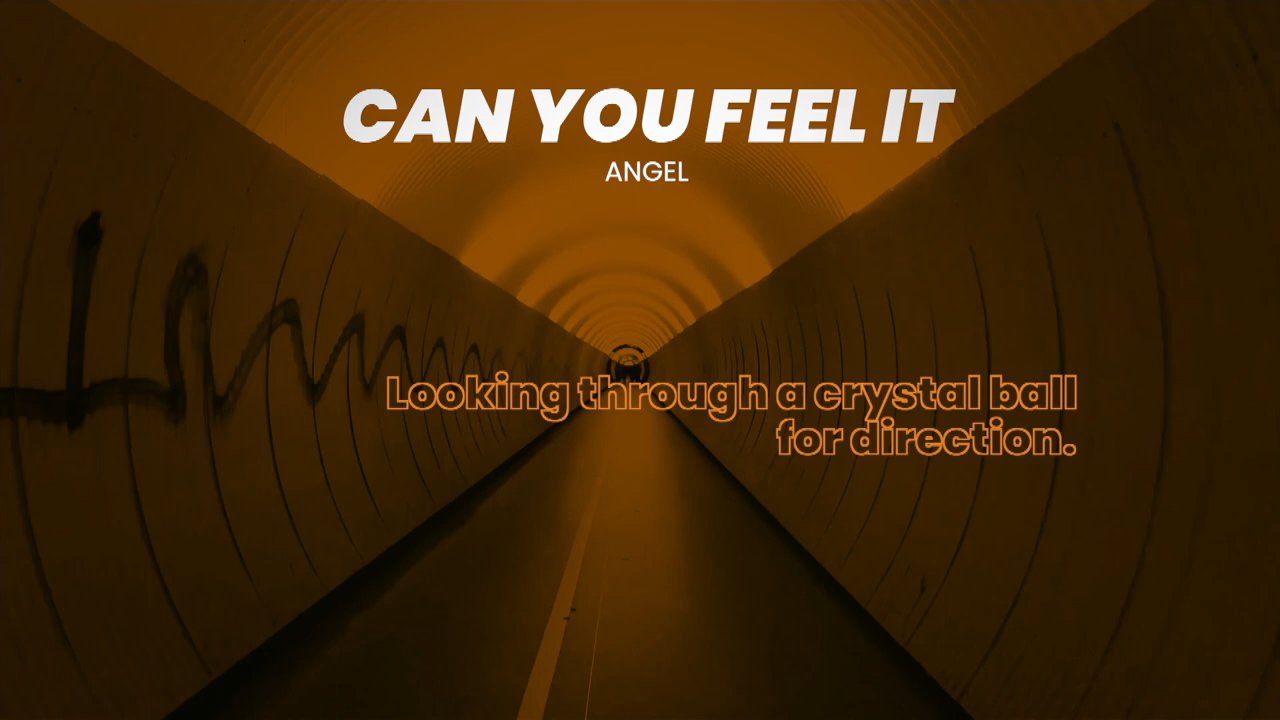 CAN YOU FEEL IT
ANGEL
Looking through a crystal ball
for direction.